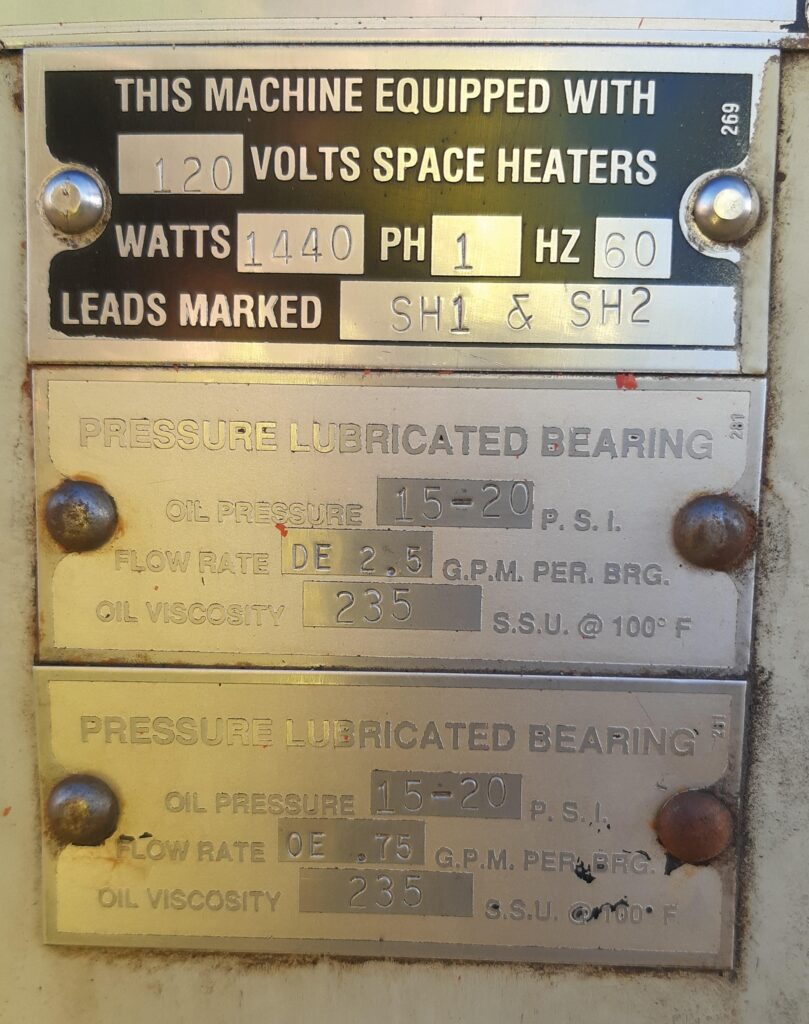 THIS MACHINE EQUIPPED WITH
269
120 VOLTS SPACE HEATERS
WATTS 1440 PH 1 HZ 60
LEADS MARKED SH1 & SH2
PRESSURE LUBRICATED BEARING
281
OIL PRESSURE 15-20 P.S.I.
FLOW RATE DE 2.5 G.P.M. PER. BRG.
OIL VISCOSITY 235 S.S.U. @ 100° F
PRESSURE LUBRICATED BEARING
281
OIL PRESSURE 15-20 P.S.I.
FLOW RATE OE .75 G.P.M. PER. BRG.
OIL VISCOSITY 235 S.S.U. @ 100° F